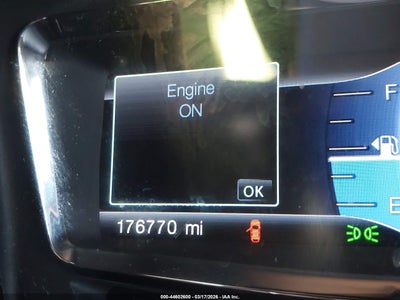 Engine
ON
F
OK
E
176770 mi
000-44602600 - 03/17/2026 - IAA Inc.